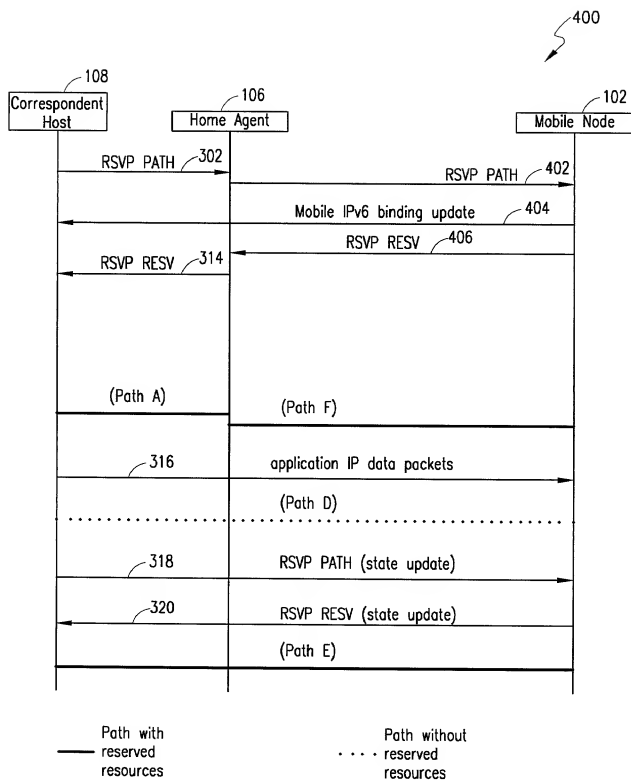 400
108
Correspondent
Host
106
Home Agent
102
Mobile Node
RSVP PATH
302
RSVP PATH
402
Mobile IPv6 binding update
404
RSVP RESV
406
RSVP RESV
314
(Path A)
(Path F)
316
application IP data packets
(Path D)
318
RSVP PATH (state update)
320
RSVP RESV (state update)
(Path E)
Path with
reserved
resources
Path without
reserved
resources